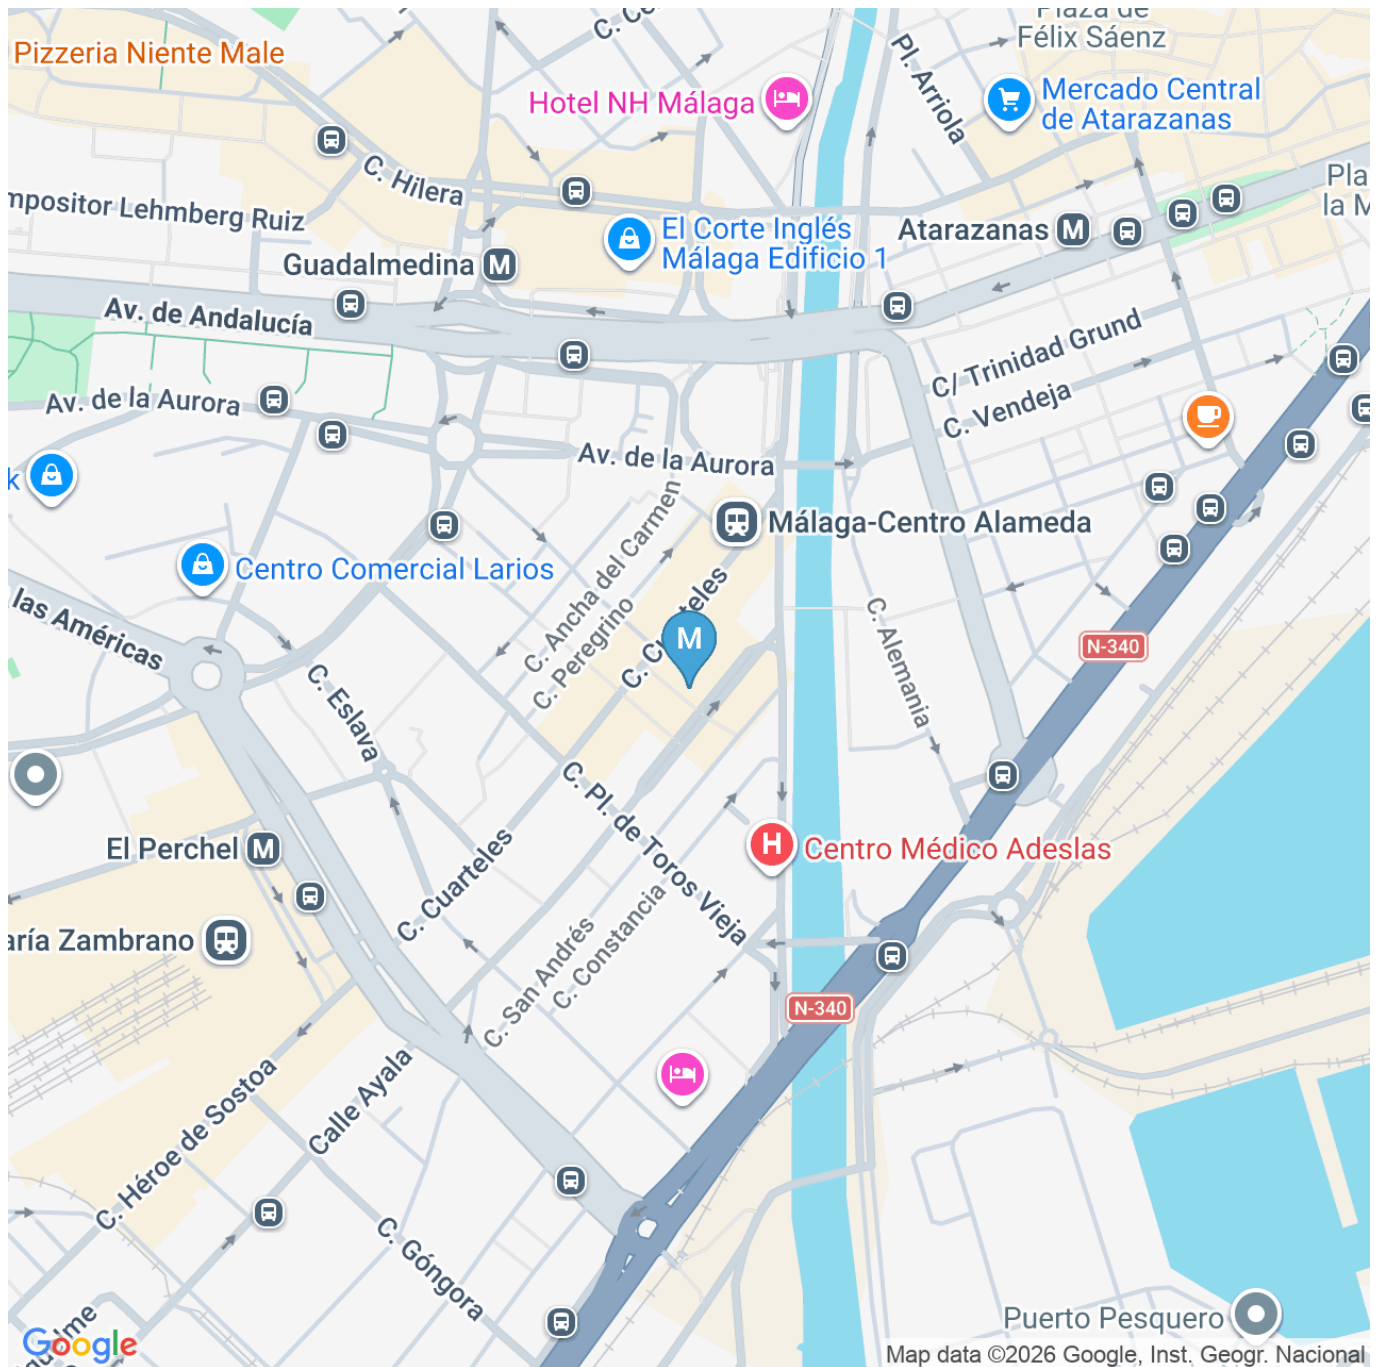 C. Co
Plaza de
Félix Sáenz
Pizzeria Niente Male
Pl. Arriola
Hotel NH Málaga
Mercado Central
de Atarazanas
C. Hilera
Pla
la M
mpositor Lehmberg Ruiz
El Corte Inglés
Málaga Edificio 1
Atarazanas M
Guadalmedina M
Av. de Andalucía
C/ Trinidad Grund
Av. de la Aurora
C. Vendeja
Av. de la Aurora
k
Málaga-Centro Alameda
C. Ancha del Carmen
Centro Comercial Larios
las Américas
C. Peregrino
C. Cuarteles
M
C. Alemania
N-340
C. Eslava
C. Pl. de Toros Vieja
El Perchel M
H Centro Médico Adeslas
C. Cuarteles
aría Zambrano
C. San Andrés
C. Constancia
N-340
C. Héroe de Sostoa
Calle Ayala
C. Góngora
Puerto Pesquero
Google
Map data ©2026 Google, Inst. Geogr. Nacional